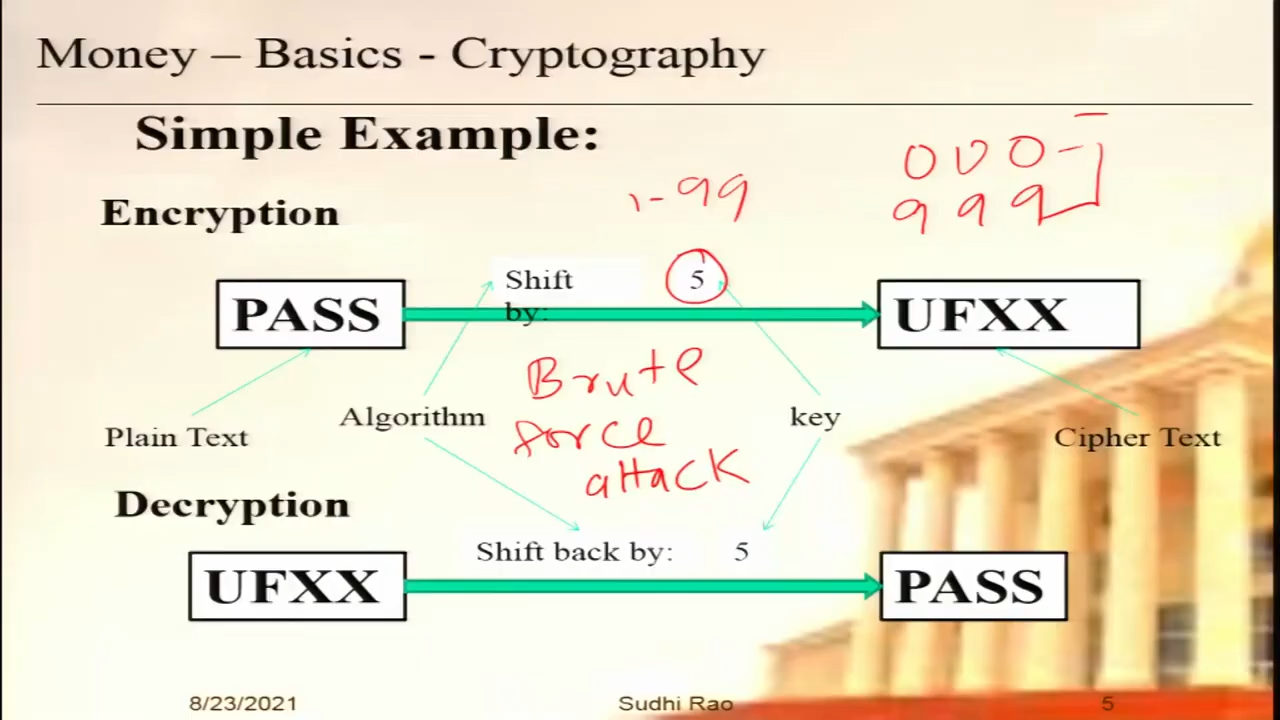 Money – Basics - Cryptography
Simple Example:
000-
1-99
999
Encryption
Shift 5
by:
PASS UFXX
Brute
force
attack
Algorithm key
Plain Text Cipher Text
Decryption
Shift back by: 5
UFXX PASS
8/23/2021 Sudhi Rao 5